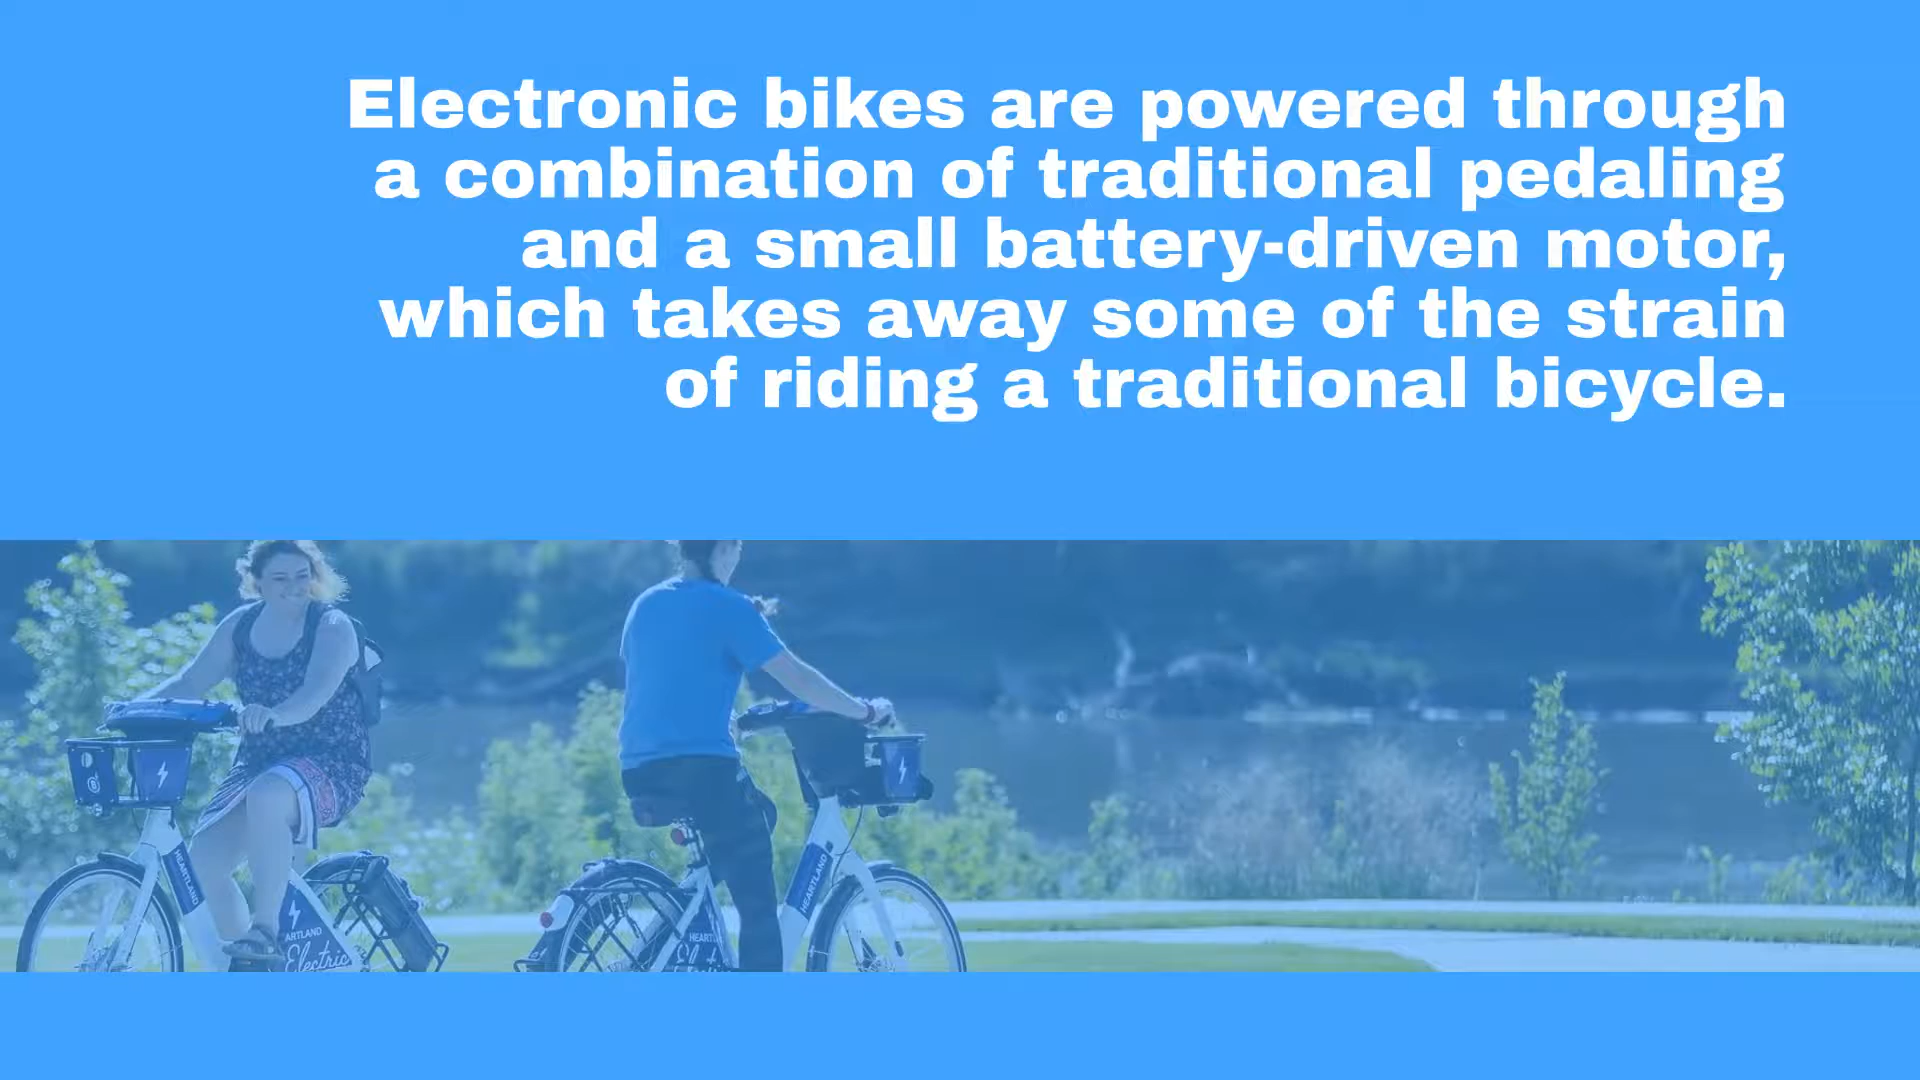 Electronic bikes are powered through
a combination of traditional pedaling
and a small battery-driven motor,
which takes away some of the strain
of riding a traditional bicycle.
HEARTLAND
ARTLAND
Electric
HEARTLAND
HEART